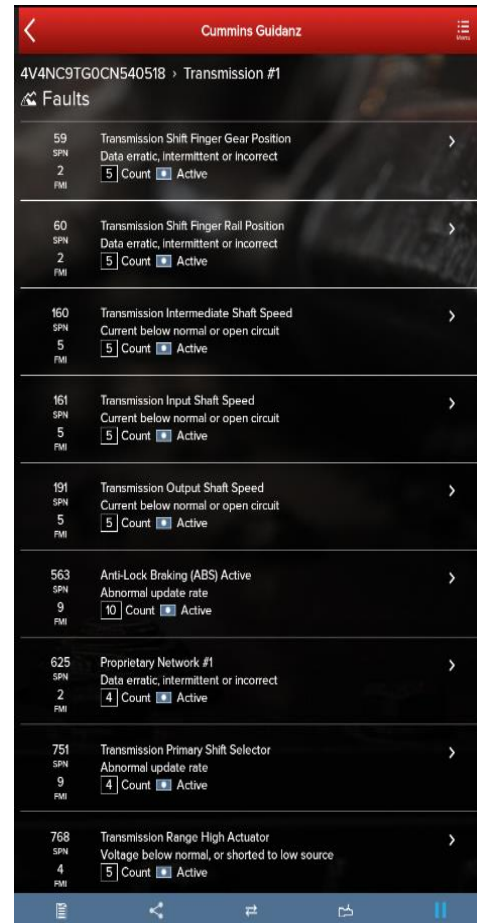 Cummins Guidanz
Menu
4V4NC9TG0CN540518 › Transmission #1
Faults
59
SPN
2
FMI
Transmission Shift Finger Gear Position
Data erratic, intermittent or incorrect
5 Count Active
60
SPN
2
FMI
Transmission Shift Finger Rail Position
Data erratic, intermittent or incorrect
5 Count Active
160
SPN
5
FMI
Transmission Intermediate Shaft Speed
Current below normal or open circuit
5 Count Active
161
SPN
5
FMI
Transmission Input Shaft Speed
Current below normal or open circuit
5 Count Active
191
SPN
5
FMI
Transmission Output Shaft Speed
Current below normal or open circuit
5 Count Active
563
SPN
9
FMI
Anti-Lock Braking (ABS) Active
Abnormal update rate
10 Count Active
625
SPN
2
FMI
Proprietary Network #1
Data erratic, intermittent or incorrect
4 Count Active
751
SPN
9
FMI
Transmission Primary Shift Selector
Abnormal update rate
4 Count Active
768
SPN
4
FMI
Transmission Range High Actuator
Voltage below normal, or shorted to low source
5 Count Active